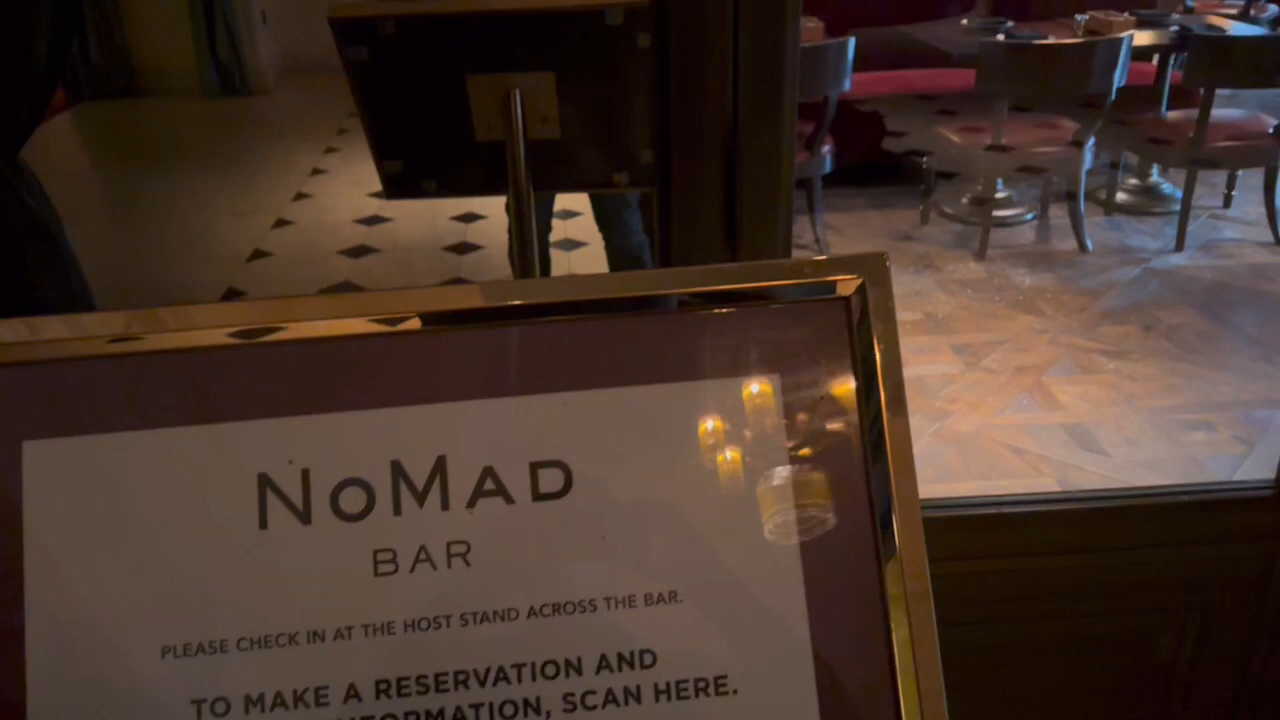 NoMAD
BAR
PLEASE CHECK IN AT THE HOST STAND ACROSS THE BAR.
TO MAKE A RESERVATION AND
INFORMATION, SCAN HERE.